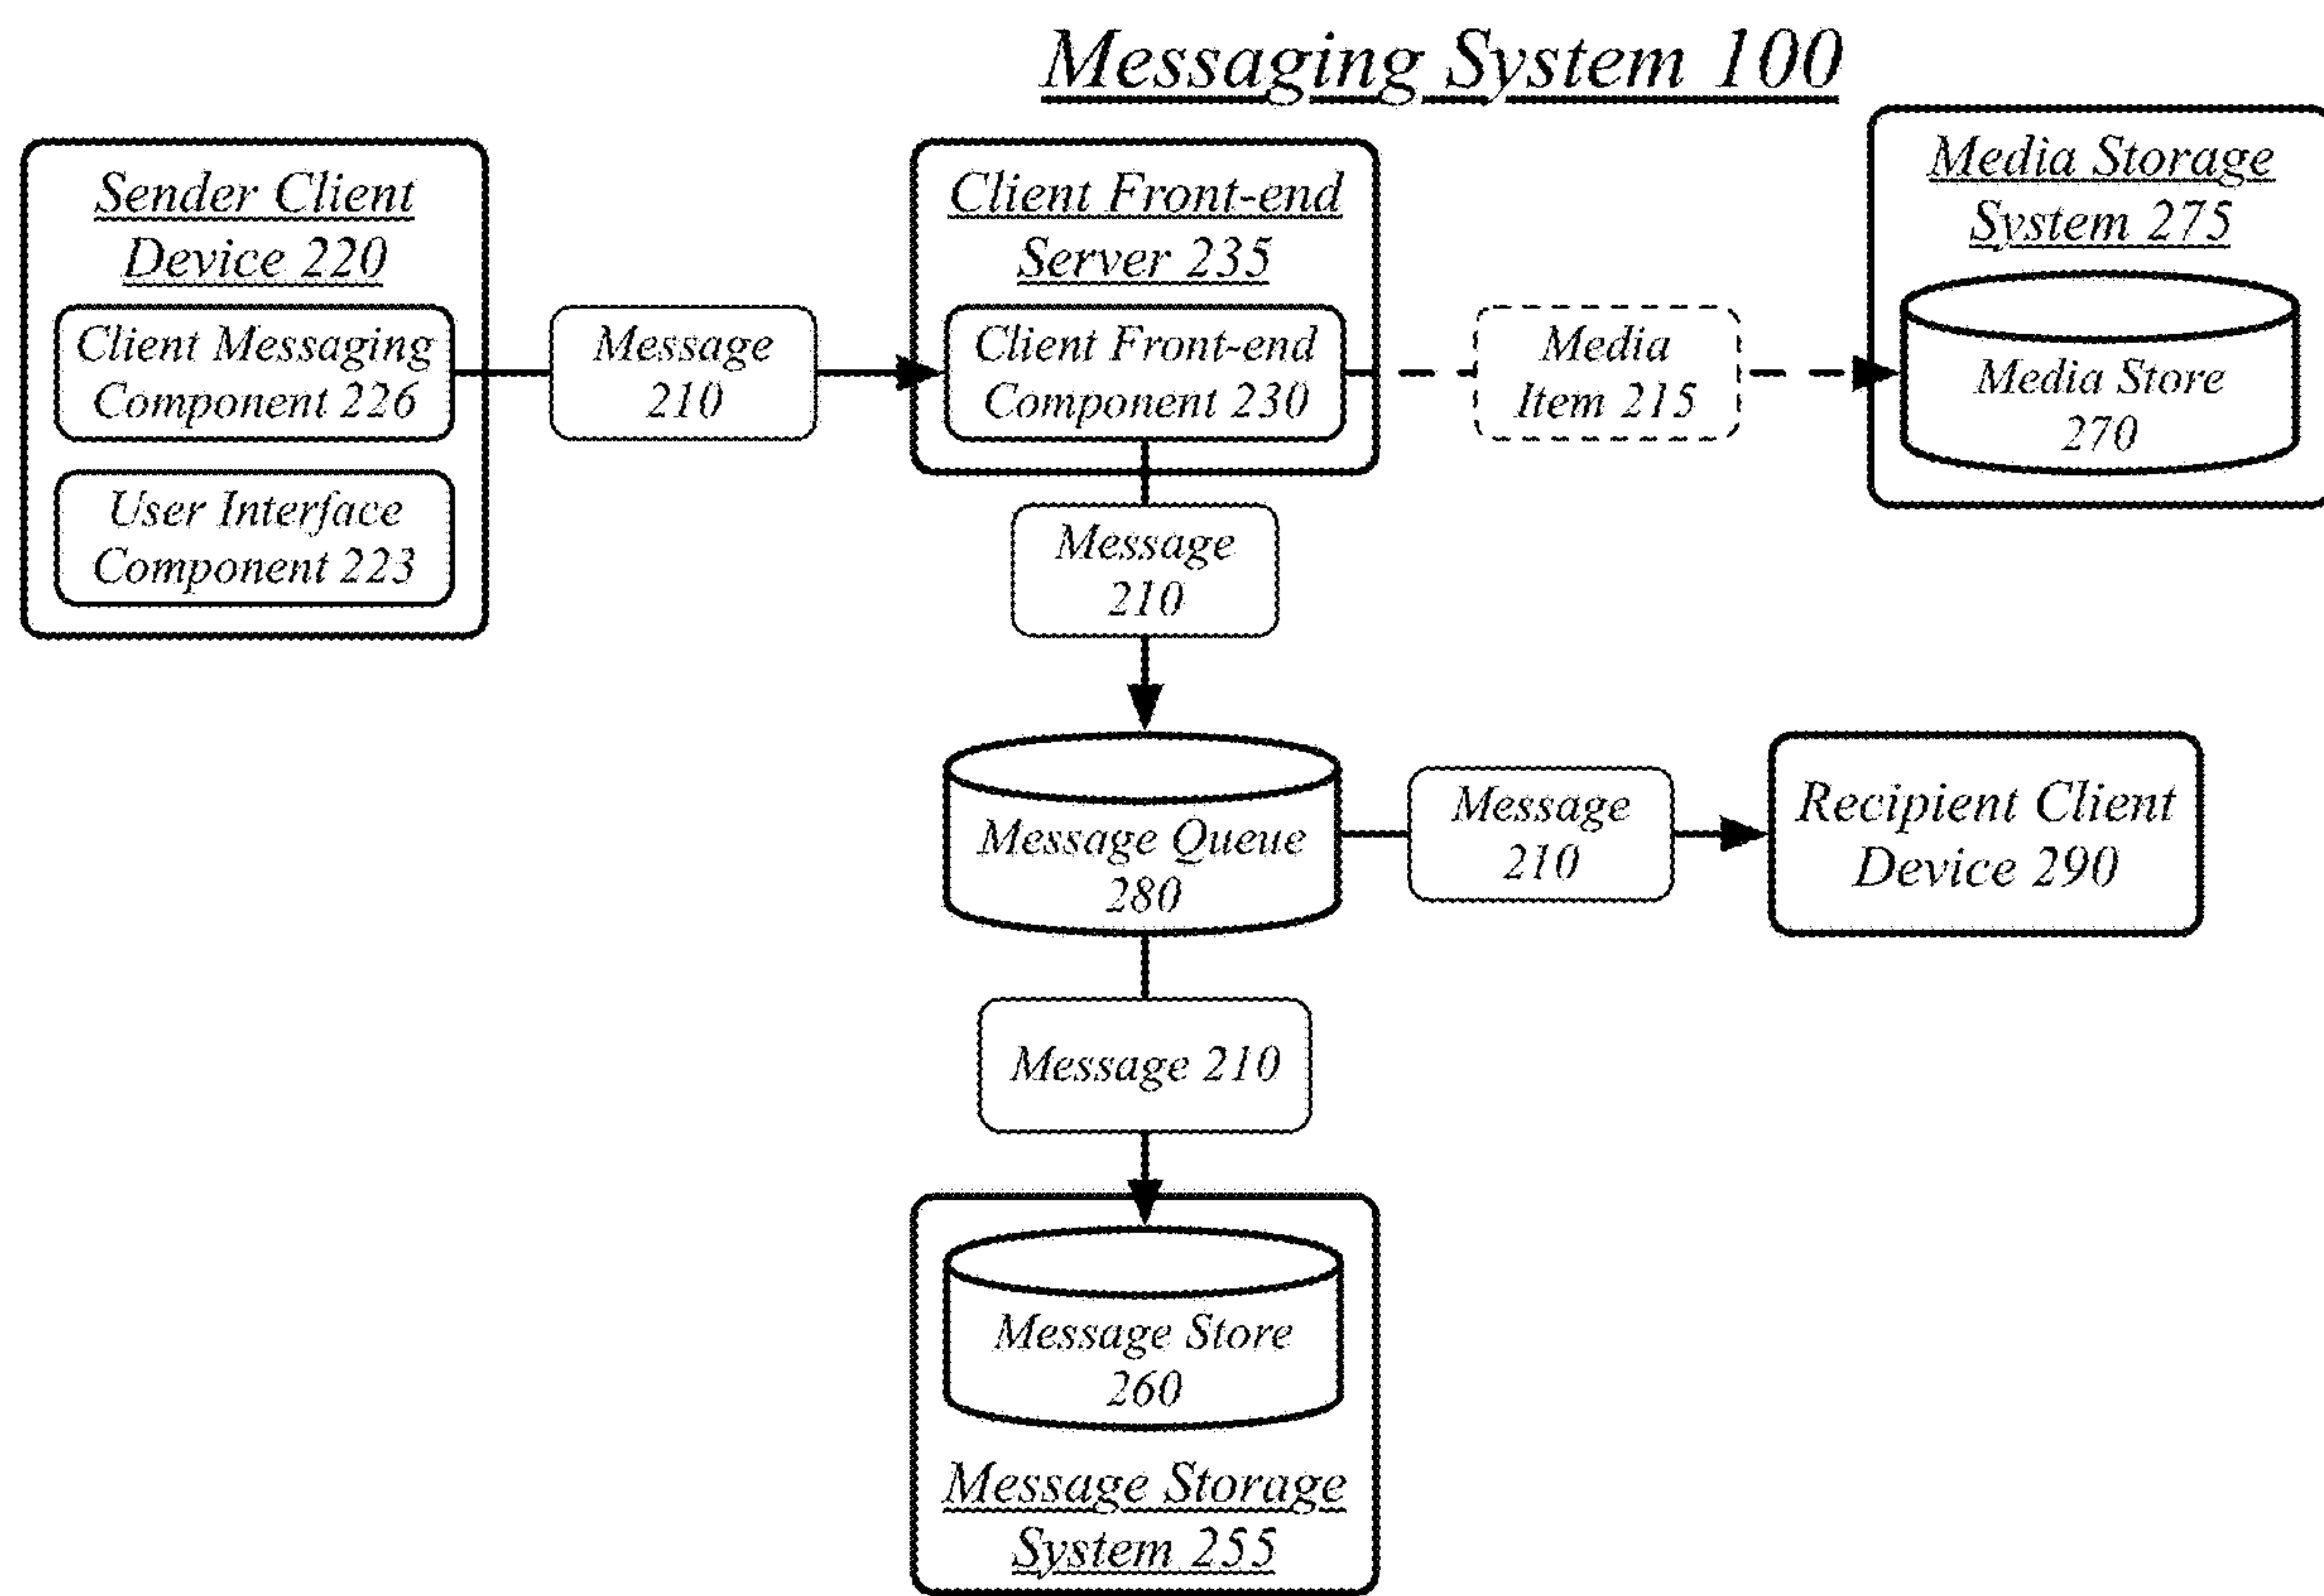 Messaging System 100
Sender Client
Device 220
Client Messaging
Component 226
User Interface
Component 223
Message
210
Client Front-end
Server 235
Client Front-end
Component 230
Media
Item 215
Media Storage
System 275
Media Store
270
Message
210
Message Queue
280
Message
210
Recipient Client
Device 290
Message 210
Message Store
260
Message Storage
System 255